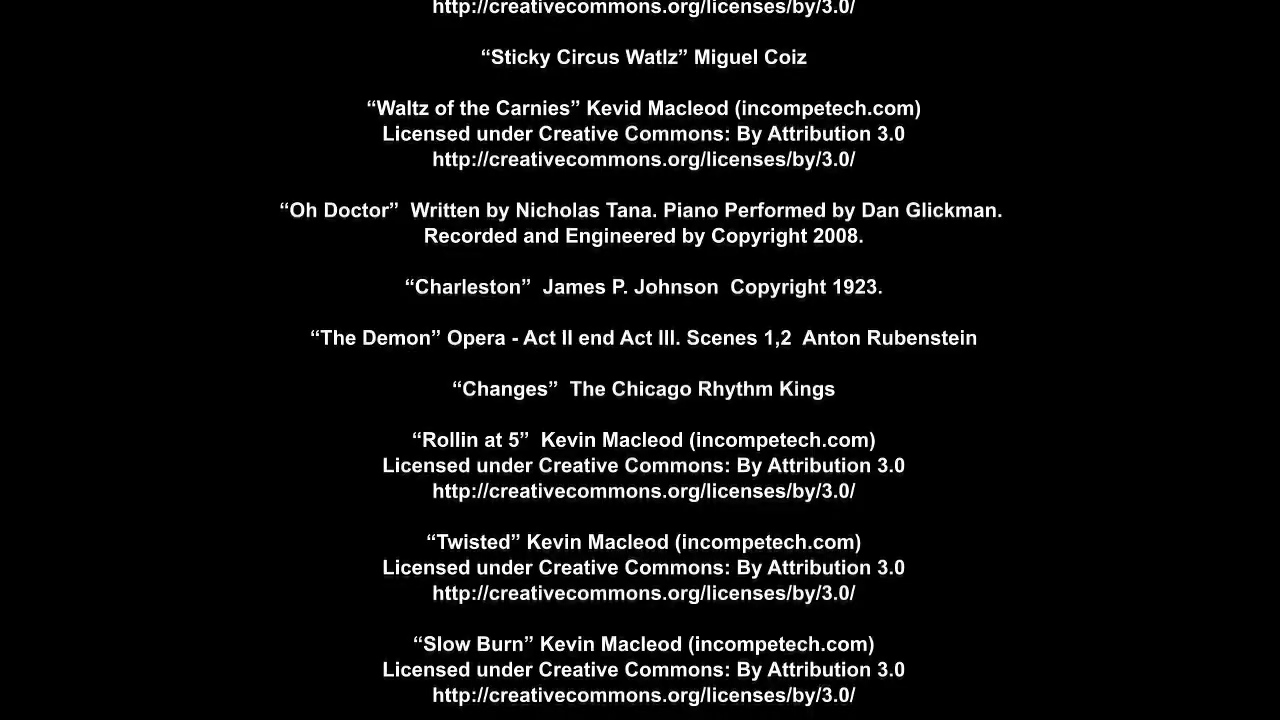 http://creativecommons.org/licenses/by/3.0/
“Sticky Circus Watlz” Miguel Coiz
“Waltz of the Carnies” Kevid Macleod (incompetech.com)
Licensed under Creative Commons: By Attribution 3.0
http://creativecommons.org/licenses/by/3.0/
“Oh Doctor”  Written by Nicholas Tana. Piano Performed by Dan Glickman.
Recorded and Engineered by Copyright 2008.
“Charleston”  James P. Johnson  Copyright 1923.
“The Demon” Opera - Act II end Act III. Scenes 1,2  Anton Rubenstein
“Changes”  The Chicago Rhythm Kings
“Rollin at 5”  Kevin Macleod (incompetech.com)
Licensed under Creative Commons: By Attribution 3.0
http://creativecommons.org/licenses/by/3.0/
“Twisted” Kevin Macleod (incompetech.com)
Licensed under Creative Commons: By Attribution 3.0
http://creativecommons.org/licenses/by/3.0/
“Slow Burn” Kevin Macleod (incompetech.com)
Licensed under Creative Commons: By Attribution 3.0
http://creativecommons.org/licenses/by/3.0/